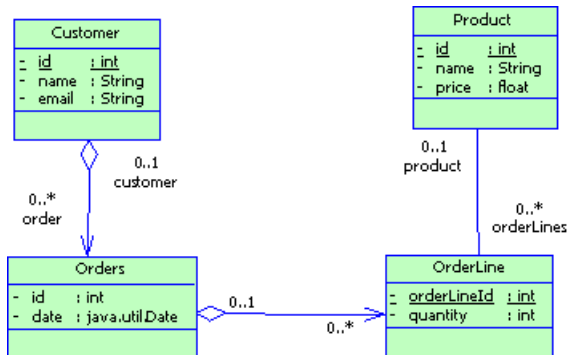 Customer
- id : int
- name : String
- email : String
Product
- id : int
- name : String
- price : float
0..1
customer
0..*
order
0..1
product
0..*
orderLines
Orders
- id : int
- date : java.util.Date
0..1
0..*
OrderLine
- orderLineId : int
- quantity : int